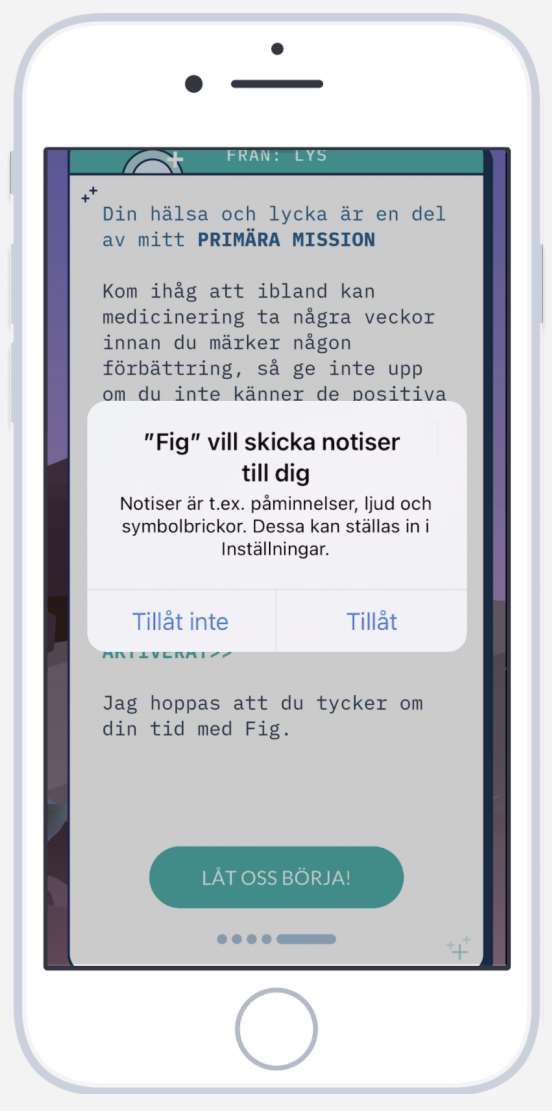 FRÅN: LYS
Din hälsa och lycka är en del
av mitt PRIMÄRA MISSION
Kom ihåg att ibland kan
medicinering ta några veckor
innan du märker någon
förbättring, så ge inte upp
om du inte känner de positiva
"Fig" vill skicka notiser
till dig
Notiser är t.ex. påminnelser, ljud och
symbolbrickor. Dessa kan ställas in i
Inställningar.
Tillåt inte
Tillåt
AKTIVERAT>>
Jag hoppas att du tycker om
din tid med Fig.
LÅT OSS BÖRJA!